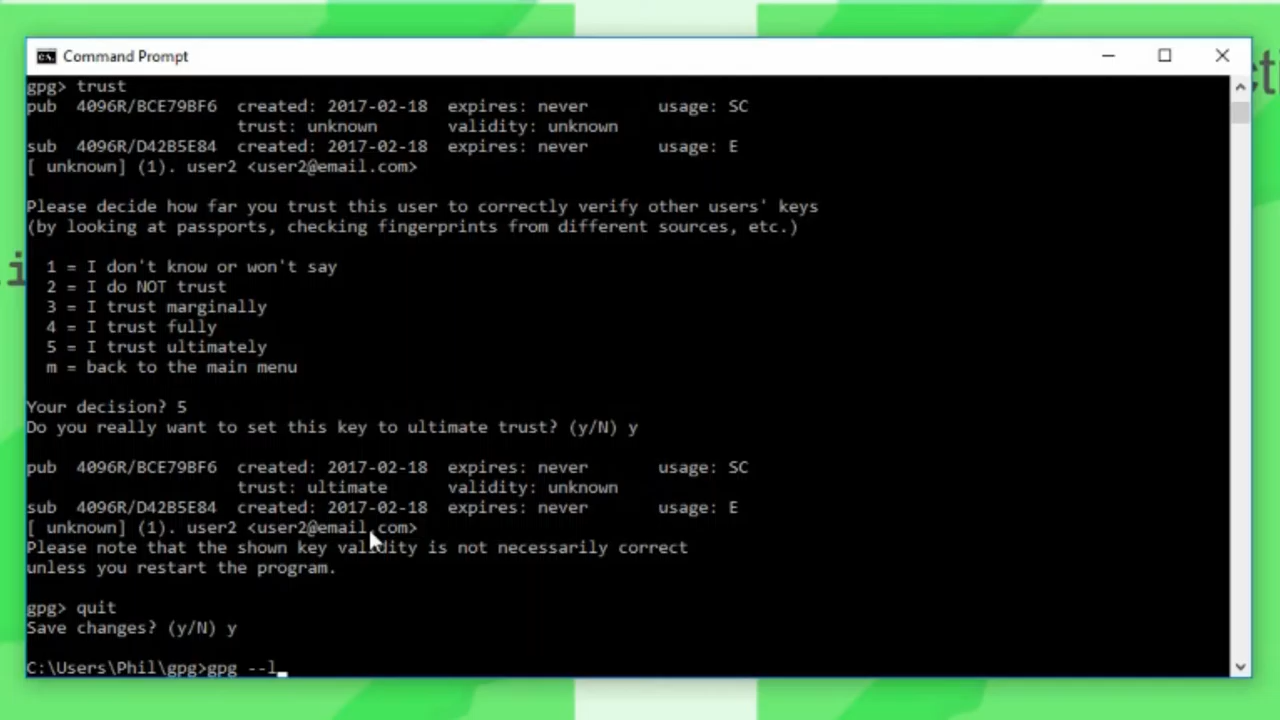 Command Prompt
gpg> trust
pub  4096R/BCE79BF6  created: 2017-02-18  expires: never       usage: SC
                     trust: unknown       validity: unknown
sub  4096R/D42B5E84  created: 2017-02-18  expires: never       usage: E
[ unknown] (1). user2 <user2@email.com>
Please decide how far you trust this user to correctly verify other users' keys
(by looking at passports, checking fingerprints from different sources, etc.)
  1 = I don't know or won't say
  2 = I do NOT trust
  3 = I trust marginally
  4 = I trust fully
  5 = I trust ultimately
  m = back to the main menu
Your decision? 5
Do you really want to set this key to ultimate trust? (y/N) y
pub  4096R/BCE79BF6  created: 2017-02-18  expires: never       usage: SC
                     trust: ultimate      validity: unknown
sub  4096R/D42B5E84  created: 2017-02-18  expires: never       usage: E
[ unknown] (1). user2 <user2@email.com>
Please note that the shown key validity is not necessarily correct
unless you restart the program.
gpg> quit
Save changes? (y/N) y
C:\Users\Phil\gpg>gpg --l